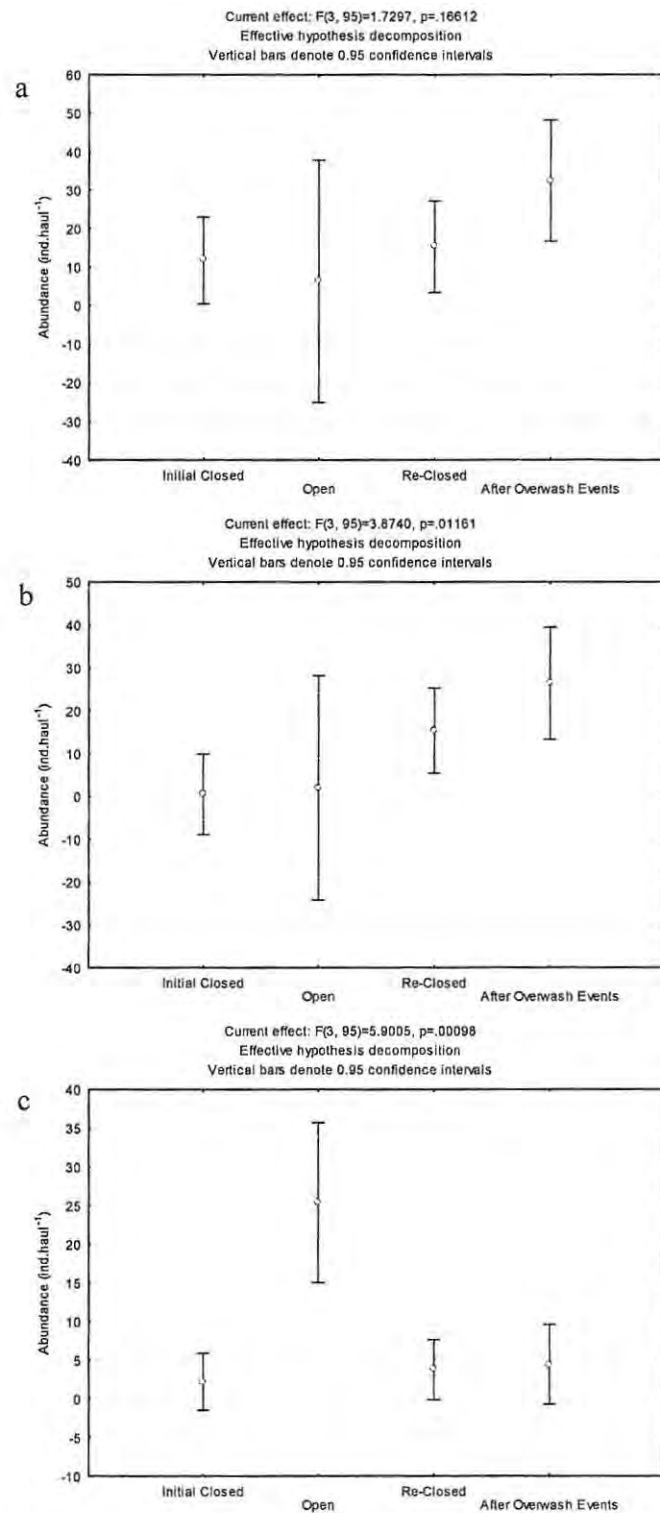 Current effect: F(3, 95)=1.7297, p=.16612
Effective hypothesis decomposition
Vertical bars denote 0.95 confidence intervals
a
60
50
40
30
20
10
0
-10
-20
-30
-40
Abundance (ind.haul⁻¹)
Initial Closed
Open
Re-Closed
After Overwash Events
Current effect: F(3, 95)=3.8740, p=.01161
Effective hypothesis decomposition
Vertical bars denote 0.95 confidence intervals
b
50
40
30
20
10
0
-10
-20
-30
-40
Abundance (ind.haul⁻¹)
Initial Closed
Open
Re-Closed
After Overwash Events
Current effect: F(3, 95)=5.9005, p=.00098
Effective hypothesis decomposition
Vertical bars denote 0.95 confidence intervals
c
40
35
30
25
20
15
10
5
0
-5
-10
Abundance (ind.haul⁻¹)
Initial Closed
Open
Re-Closed
After Overwash Events